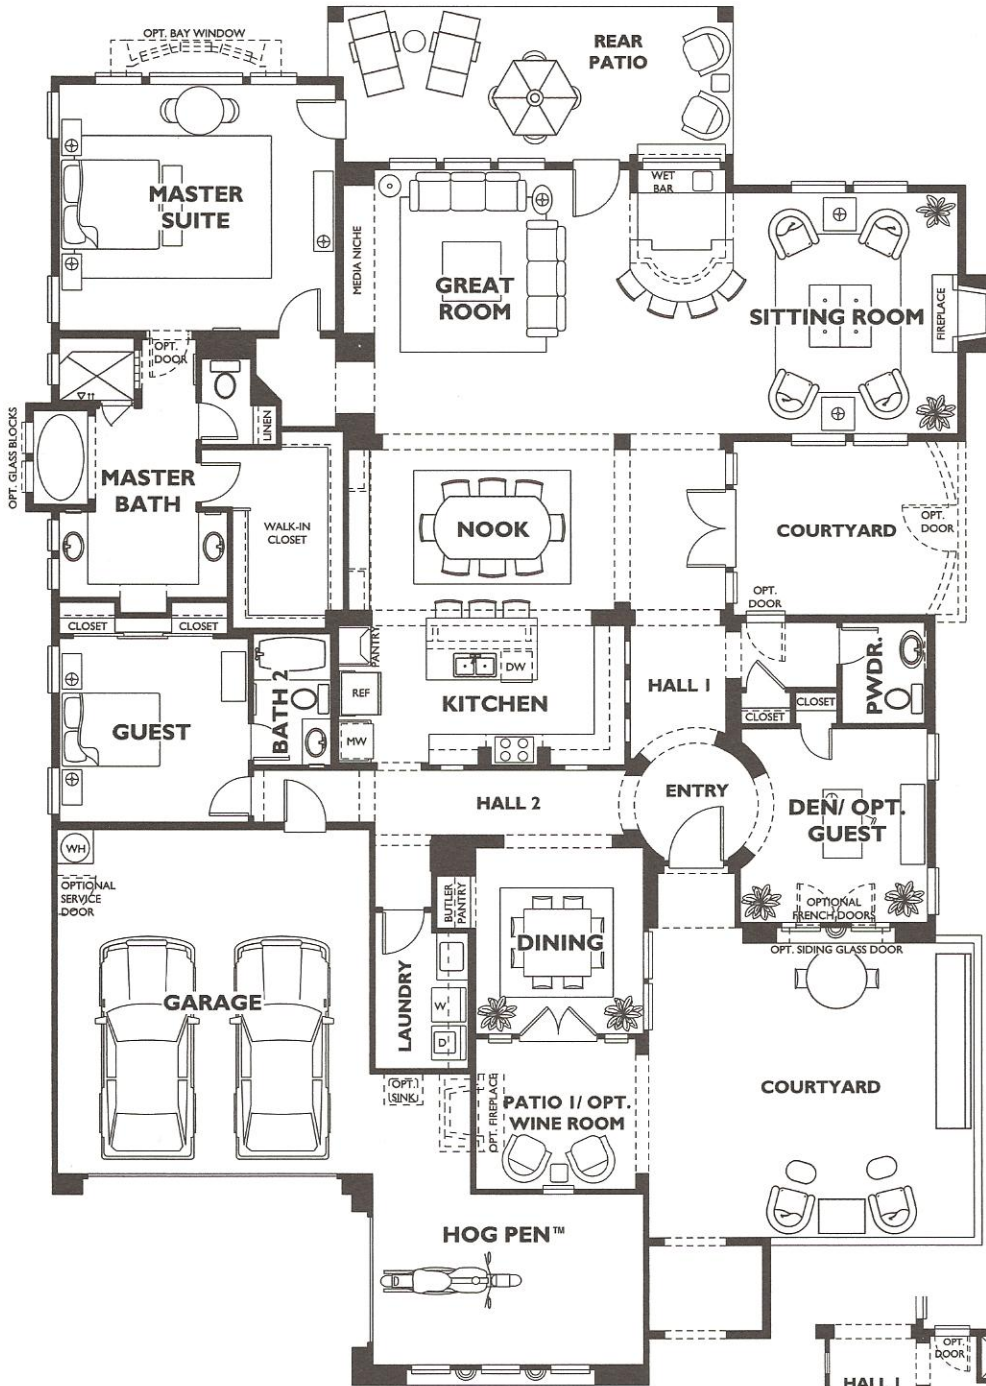 OPT. BAY WINDOW
REAR
PATIO
MASTER
SUITE
WET
BAR
MEDIA NICHE
GREAT
ROOM
SITTING ROOM
FIREPLACE
OPT.
DOOR
LINEN
OPT. GLASS BLOCKS
MASTER
BATH
WALK-IN
CLOSET
NOOK
COURTYARD
OPT.
DOOR
OPT.
DOOR
CLOSET
CLOSET
PANTRY
DW
REF
KITCHEN
MW
HALL 1
PWDR.
CLOSET
CLOSET
GUEST
BATH 2
HALL 2
ENTRY
DEN/ OPT.
GUEST
WH
OPTIONAL
SERVICE
DOOR
BUTLER
PANTRY
OPTIONAL
FRENCH DOORS
OPT. SIDING GLASS DOOR
DINING
GARAGE
LAUNDRY
W
D
OPT.
SINK
OPT. FIREPLACE
PATIO 1/ OPT.
WINE ROOM
COURTYARD
HOG PEN™
OPT.
DOOR
HALL 1